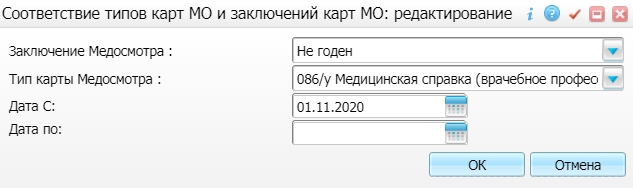 Соответствие типов карт МО и заключений карт МО: редактирование
Заключение Медосмотра : Не годен
Тип карты Медосмотра : 086/у Медицинская справка (врачебное профес
Дата С: 01.11.2020
Дата по:
ОК Отмена